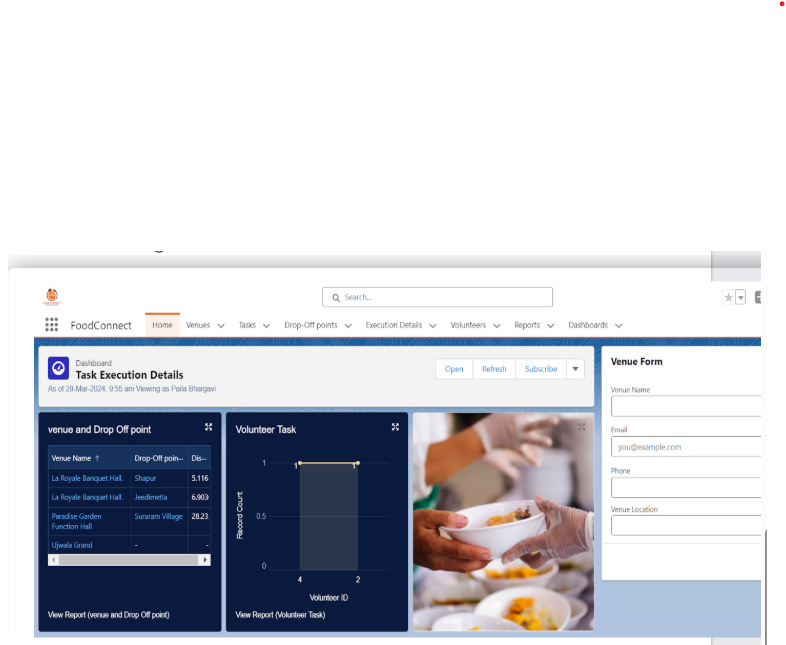 Search...
FoodConnect Home Venues Tasks Drop-Off points Execution Details Volunteers Reports Dashboards
Dashboard
Task Execution Details
As of 29-Mar-2024, 9:55 am Viewing as Paila Bhargavi
Open Refresh Subscribe
venue and Drop Off point
Venue Name ↑ Drop-Off poin... Dis...
La Royale Banquet Hall. Shapur 5.116
La Royale Banquet Hall. Jeedimetla 6.903
Paradise Garden Function Hall Suraram Village 28.23
Ujwala Grand - -
View Report (venue and Drop Off point)
Volunteer Task
Record Count
1
0.5
0
1 1
4 2
Volunteer ID
View Report (Volunteer Task)
Venue Form
Venue Name
Email
you@example.com
Phone
Venue Location